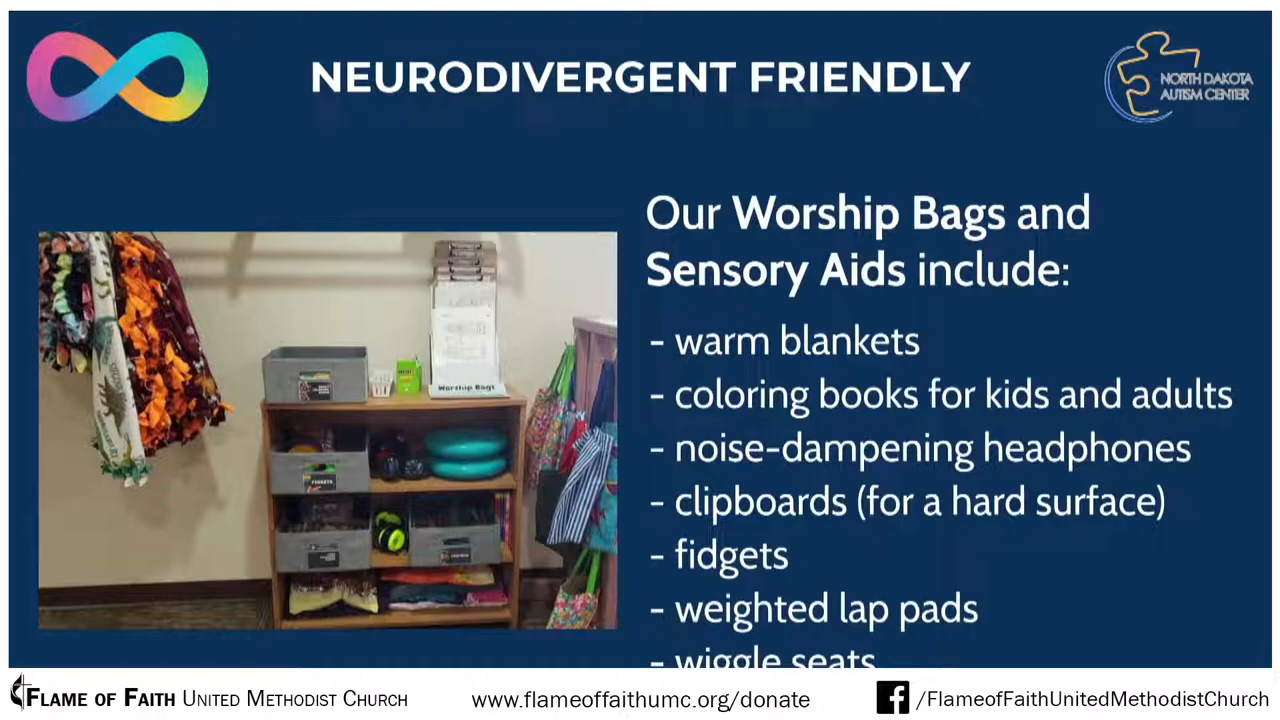 NEURODIVERGENT FRIENDLY
NORTH DAKOTA
AUTISM CENTER
Our Worship Bags and
Sensory Aids include:
- warm blankets
- coloring books for kids and adults
- noise-dampening headphones
- clipboards (for a hard surface)
- fidgets
- weighted lap pads
- wiggle seats
Worship Bags
FIDGETS
FLAME OF FAITH UNITED METHODIST CHURCH
www.flameoffaithumc.org/donate
/FlameofFaithUnitedMethodistChurch